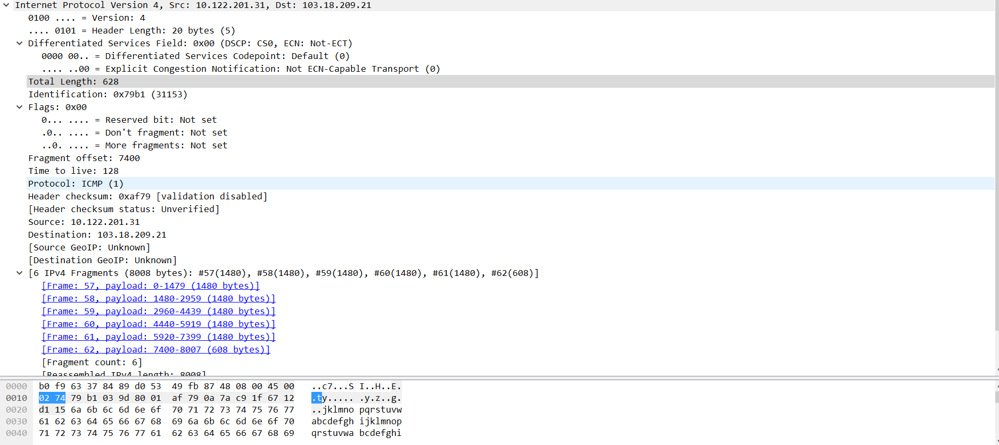 Internet Protocol Version 4, Src: 10.122.201.31, Dst: 103.18.209.21
0100 .... = Version: 4
.... 0101 = Header Length: 20 bytes (5)
Differentiated Services Field: 0x00 (DSCP: CS0, ECN: Not-ECT)
0000 00.. = Differentiated Services Codepoint: Default (0)
.... ..00 = Explicit Congestion Notification: Not ECN-Capable Transport (0)
Total Length: 628
Identification: 0x79b1 (31153)
Flags: 0x00
0... .... = Reserved bit: Not set
.0.. .... = Don't fragment: Not set
..0. .... = More fragments: Not set
Fragment offset: 7400
Time to live: 128
Protocol: ICMP (1)
Header checksum: 0xaf79 [validation disabled]
[Header checksum status: Unverified]
Source: 10.122.201.31
Destination: 103.18.209.21
[Source GeoIP: Unknown]
[Destination GeoIP: Unknown]
[6 IPv4 Fragments (8008 bytes): #57(1480), #58(1480), #59(1480), #60(1480), #61(1480), #62(608)]
[Frame: 57, payload: 0-1479 (1480 bytes)]
[Frame: 58, payload: 1480-2959 (1480 bytes)]
[Frame: 59, payload: 2960-4439 (1480 bytes)]
[Frame: 60, payload: 4440-5919 (1480 bytes)]
[Frame: 61, payload: 5920-7399 (1480 bytes)]
[Frame: 62, payload: 7400-8007 (608 bytes)]
[Fragment count: 6]
[Reassembled IPv4 length: 8008]
0000 b0 f9 63 37 84 89 d0 53 49 fb 87 48 08 00 45 00 ..c7...S I..H..E.
0010 02 74 79 b1 03 9d 80 01 af 79 0a 7a c9 1f 67 12 .ty..... .y.z..g.
0020 d1 15 6a 6b 6c 6d 6e 6f 70 71 72 73 74 75 76 77 ..jklmno pqrstuvw
0030 61 62 63 64 65 66 67 68 69 6a 6b 6c 6d 6e 6f 70 abcdefgh ijklmnop
0040 71 72 73 74 75 76 77 61 62 63 64 65 66 67 68 69 qrstuvwa bcdefghi